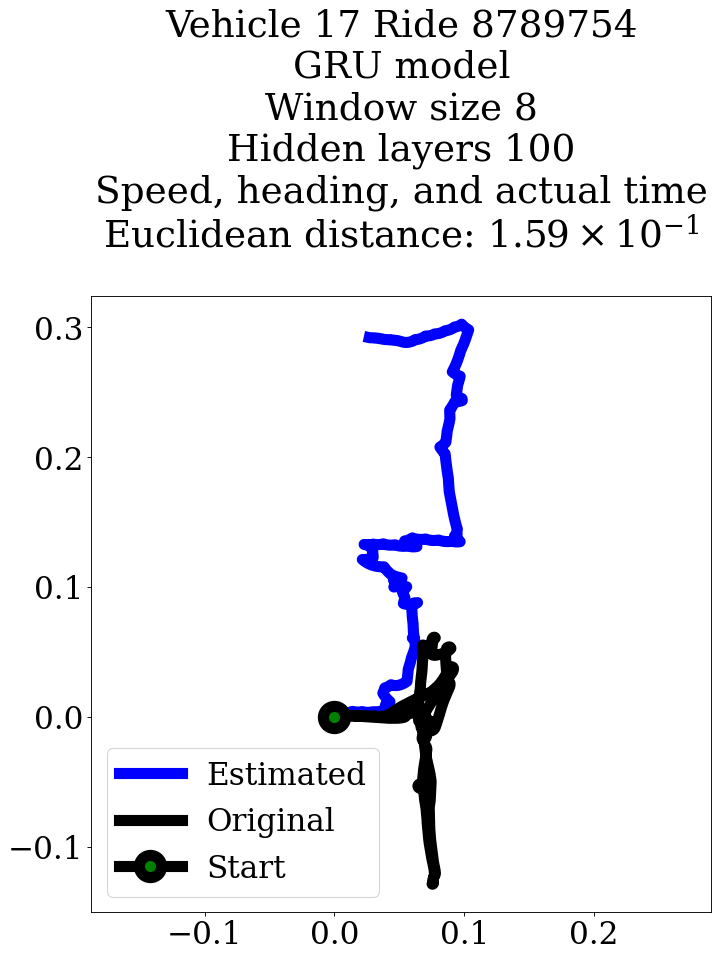 Vehicle 17 Ride 8789754
GRU model
Window size 8
Hidden layers 100
Speed, heading, and actual time
Euclidean distance: 1.59 × 10⁻¹
0.3
0.2
0.1
0.0
−0.1
Estimated
Original
Start
−0.1 0.0 0.1 0.2